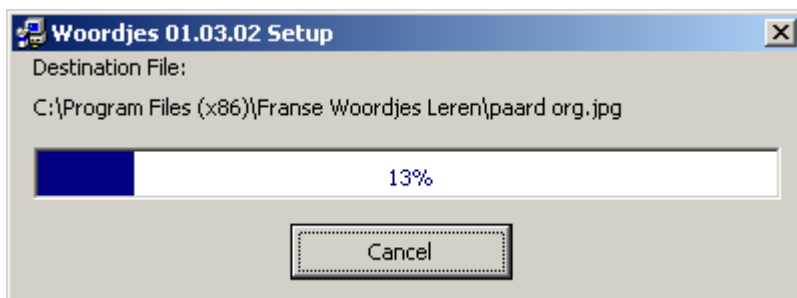 Woordjes 01.03.02 Setup
Destination File:
C:\Program Files (x86)\Franse Woordjes Leren\paard org.jpg
13%
Cancel